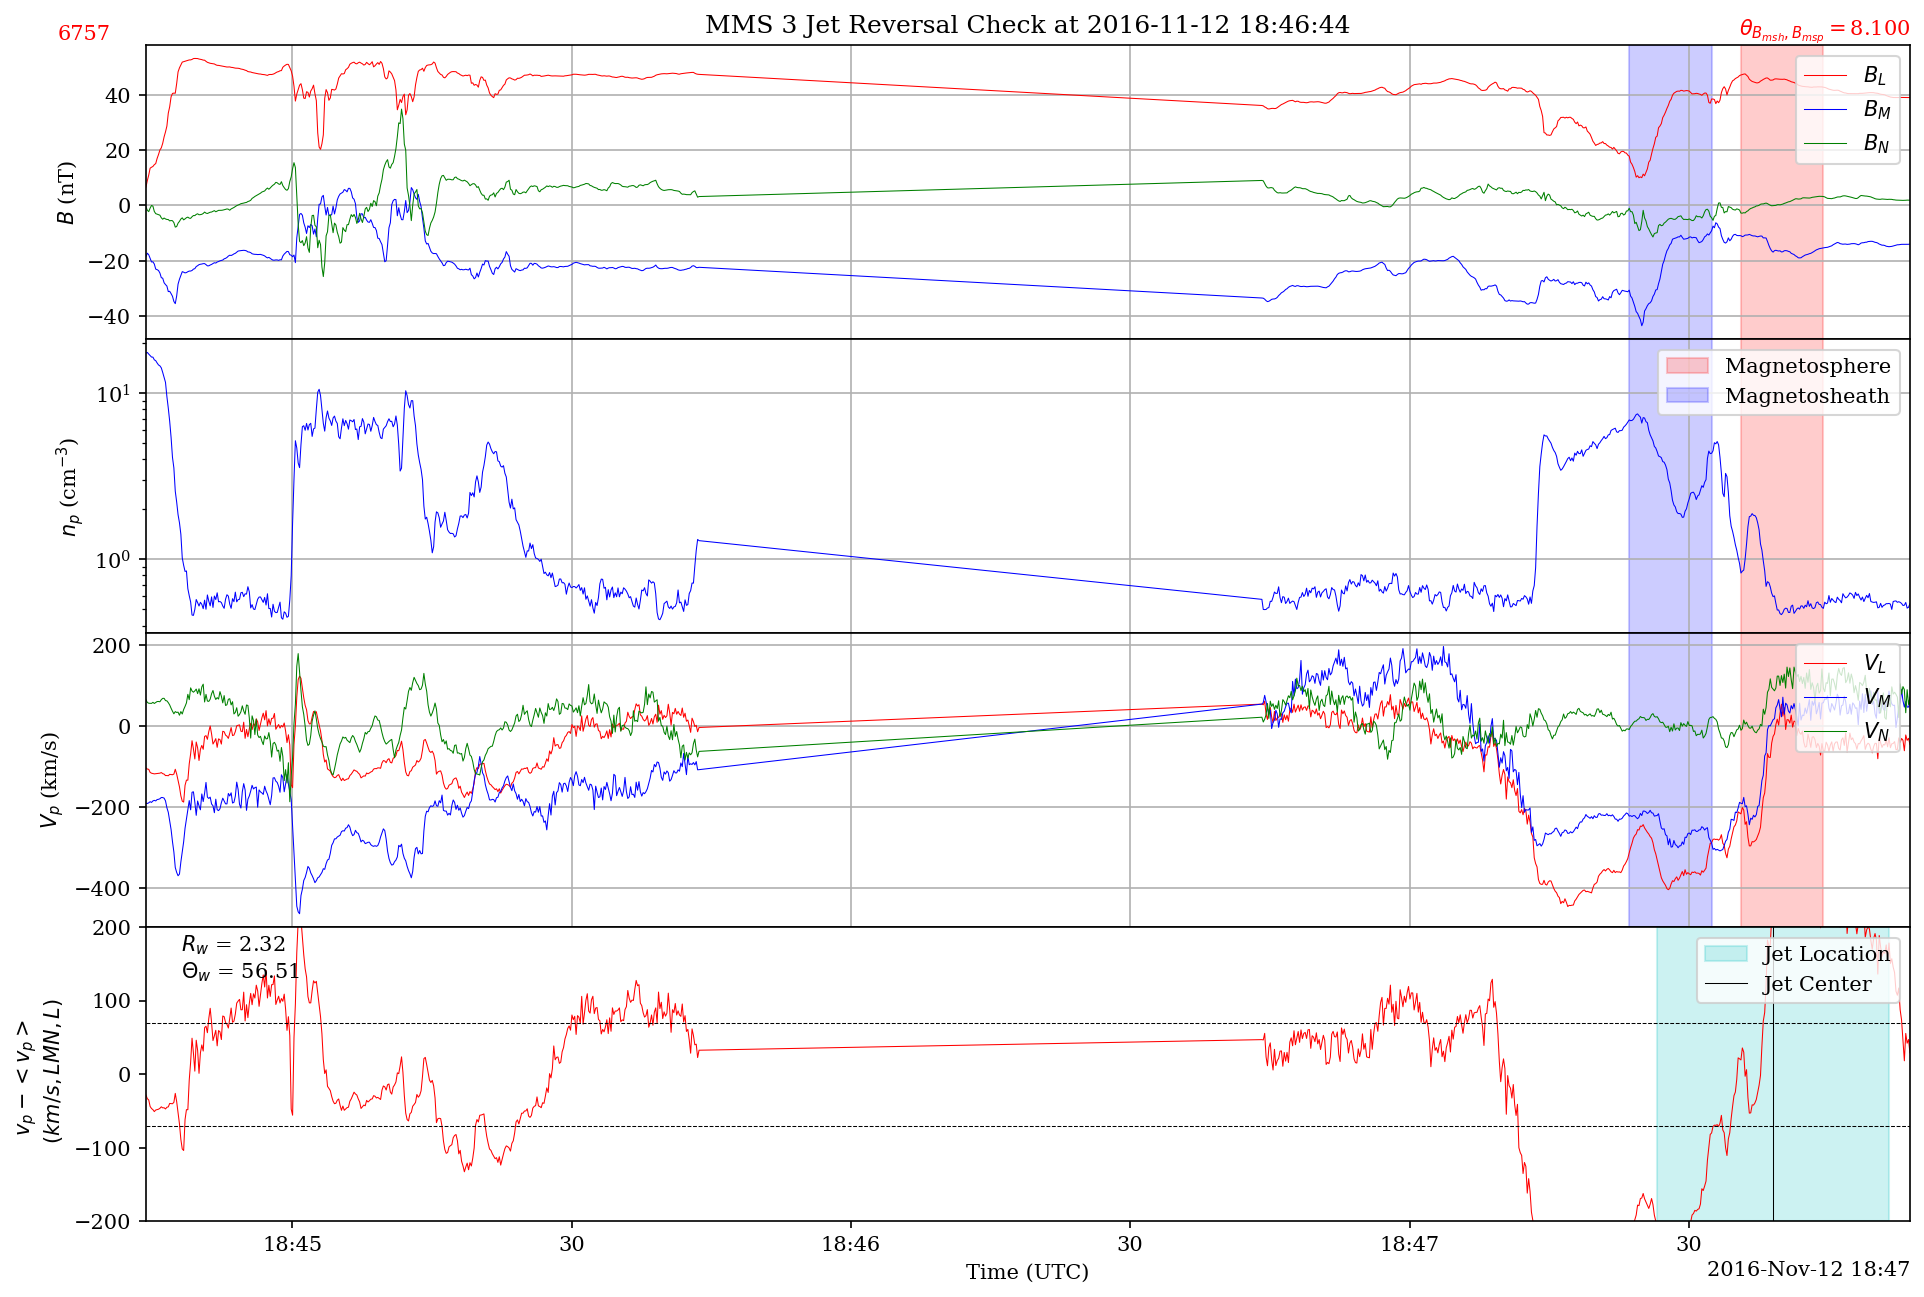 6757
MMS 3 Jet Reversal Check at 2016-11-12 18:46:44
θ_{B_{msh}, B_{msp}} = 8.100
B (nT)
40
20
0
−20
−40
B_L
B_M
B_N
n_p (cm^{−3})
10^1
10^0
Magnetosphere
Magnetosheath
V_p (km/s)
200
0
−200
−400
V_L
V_M
V_N
v_p − < v_p >
(km/s, LMN, L)
200
100
0
−100
−200
R_w = 2.32
Θ_w = 56.51
Jet Location
Jet Center
18:45
30
18:46
30
18:47
30
Time (UTC)
2016-Nov-12 18:47